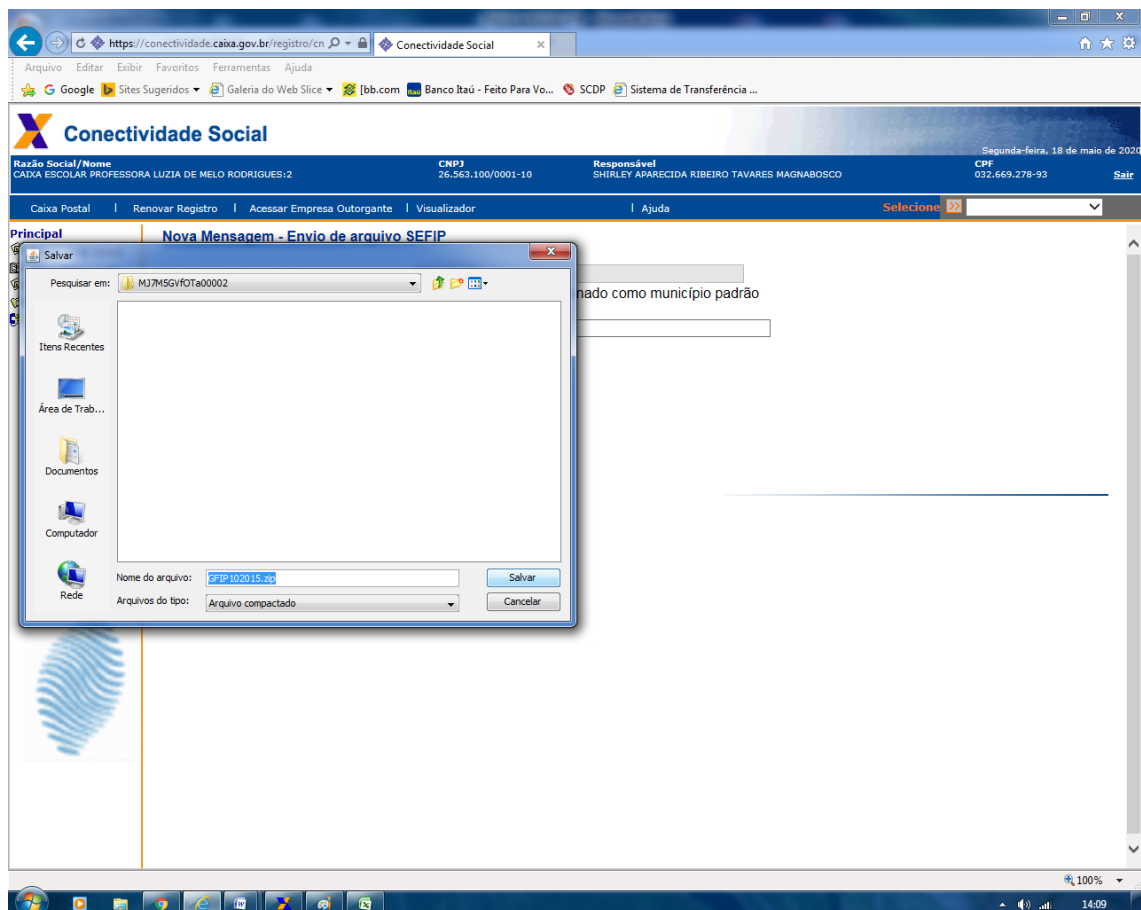 https://conectividade.caixa.gov.br/registro/cn
Conectividade Social
Arquivo Editar Exibir Favoritos Ferramentas Ajuda
Google Sites Sugeridos Galeria do Web Slice [bb.com Banco Itaú - Feito Para Vo... SCDP Sistema de Transferência ...
Conectividade Social
Segunda-feira, 18 de maio de 2020
Razão Social/Nome CNPJ Responsável CPF
CAIXA ESCOLAR PROFESSORA LUZIA DE MELO RODRIGUES:2 26.563.100/0001-10 SHIRLEY APARECIDA RIBEIRO TAVARES MAGNABOSCO 032.669.278-93 Sair
Caixa Postal | Renovar Registro | Acessar Empresa Outorgante | Visualizador | Ajuda Selecione
Principal
Nova Mensagem - Envio de arquivo SEFIP
Salvar
Pesquisar em: MJ7M5GVfOTa00002
nado como município padrão
Itens Recentes
Área de Trab...
Documentos
Computador
Rede
Nome do arquivo: GFIP102015.zip Salvar
Arquivos do tipo: Arquivo compactado Cancelar
100%
14:09